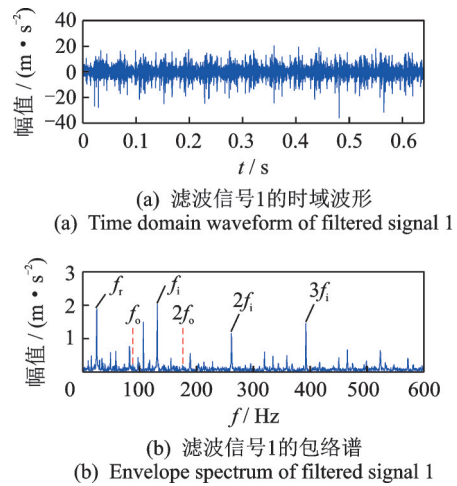 幅值 / (m·s⁻²)
40
20
0
−20
−40
0 0.1 0.2 0.3 0.4 0.5 0.6
t / s
(a) 滤波信号1的时域波形
(a) Time domain waveform of filtered signal 1
幅值 / (m·s⁻²)
3
2
1
fr fo fi 2fo 2fi 3fi
0 100 200 300 400 500 600
f / Hz
(b) 滤波信号1的包络谱
(b) Envelope spectrum of filtered signal 1